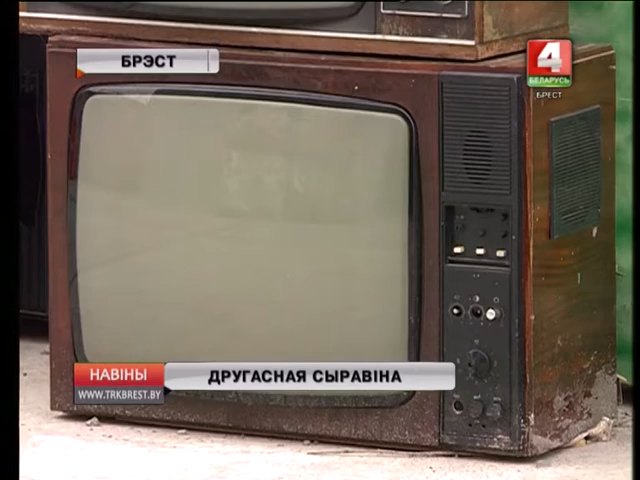 БРЭСТ
4
БЕЛАРУСЬ
БРЕСТ
НАВІНЫ
ДРУГАСНАЯ СЫРАВІНА
WWW.TRKBREST.BY